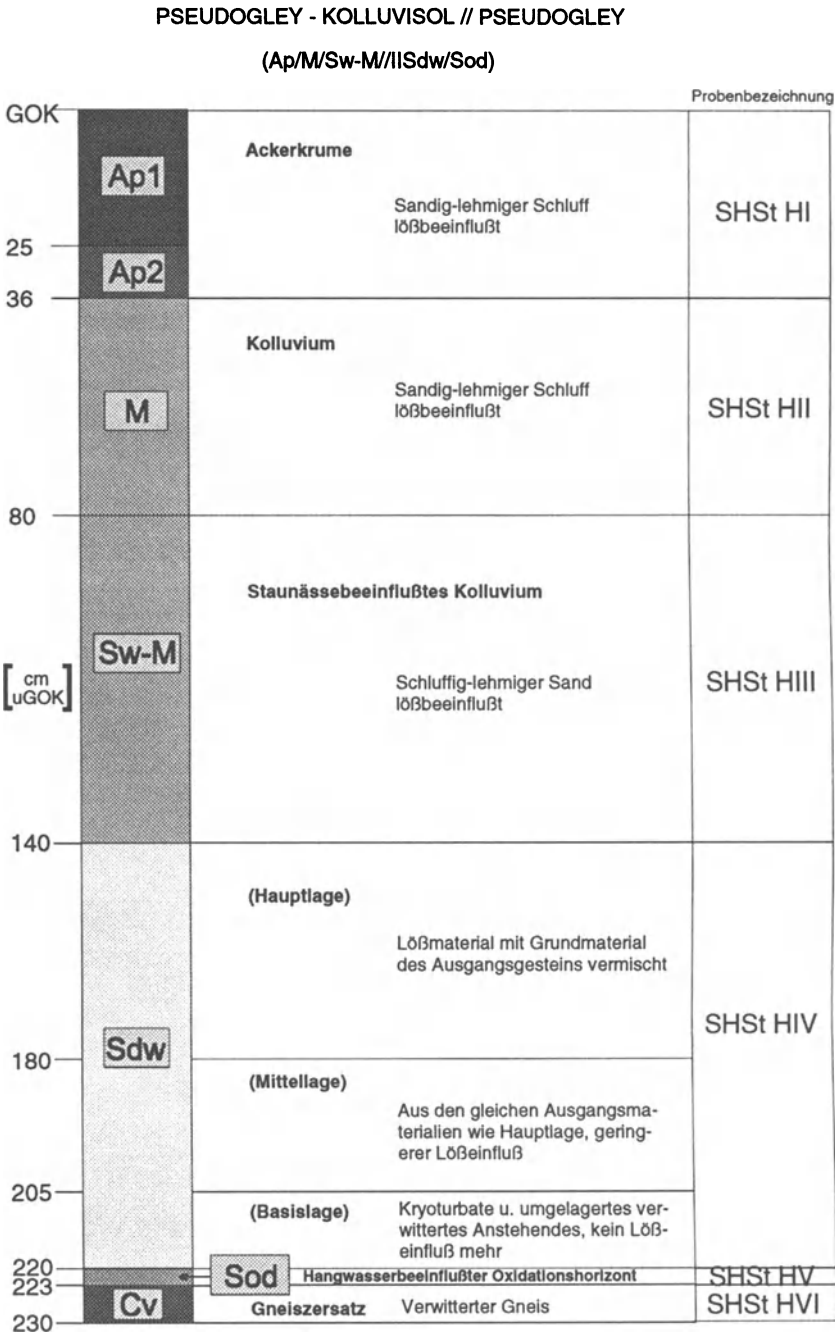 PSEUDOGLEY - KOLLUVISOL // PSEUDOGLEY
(Ap/M/Sw-M//IISdw/Sod)
Probenbezeichnung
GOK
Ap1
Ackerkrume
Sandig-lehmiger Schluff
lößbeeinflußt
SHSt HI
25
Ap2
36
Kolluvium
M
Sandig-lehmiger Schluff
lößbeeinflußt
SHSt HII
80
Staunässebeeinflußtes Kolluvium
Sw-M
cm
uGOK
Schluffig-lehmiger Sand
lößbeeinflußt
SHSt HIII
140
(Hauptlage)
Lößmaterial mit Grundmaterial
des Ausgangsgesteins vermischt
SHSt HIV
Sdw
180
(Mittellage)
Aus den gleichen Ausgangsma-
terialien wie Hauptlage, gering-
erer Lößeinfluß
205
(Basislage)
Kryoturbate u. umgelagertes ver-
wittertes Anstehendes, kein Löß-
einfluß mehr
220
Sod
Hangwasserbeeinflußter Oxidationshorizont
SHSt HV
223
Cv
Gneiszersatz
Verwitterter Gneis
SHSt HVI
230